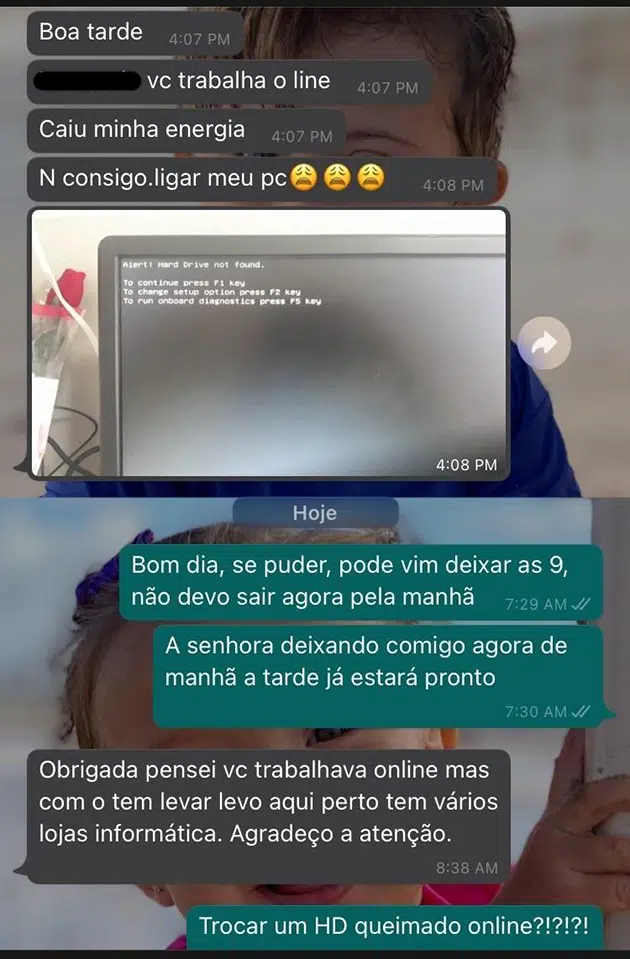 Boa tarde 4:07 PM
vc trabalha o line 4:07 PM
Caiu minha energia 4:07 PM
N consigo.ligar meu pc😩😩😩 4:08 PM
Alert! Hard Drive not found.
To continue press F1 key
To change setup option press F2 key
To run onboard diagnostics press F5 key
4:08 PM
Hoje
Bom dia, se puder, pode vim deixar as 9,
não devo sair agora pela manhã 7:29 AM
A senhora deixando comigo agora de
manhã a tarde já estará pronto
7:30 AM
Obrigada pensei vc trabalhava online mas
com o tem levar levo aqui perto tem vários
lojas informática. Agradeço a atenção.
8:38 AM
Trocar um HD queimado online?!?!?!